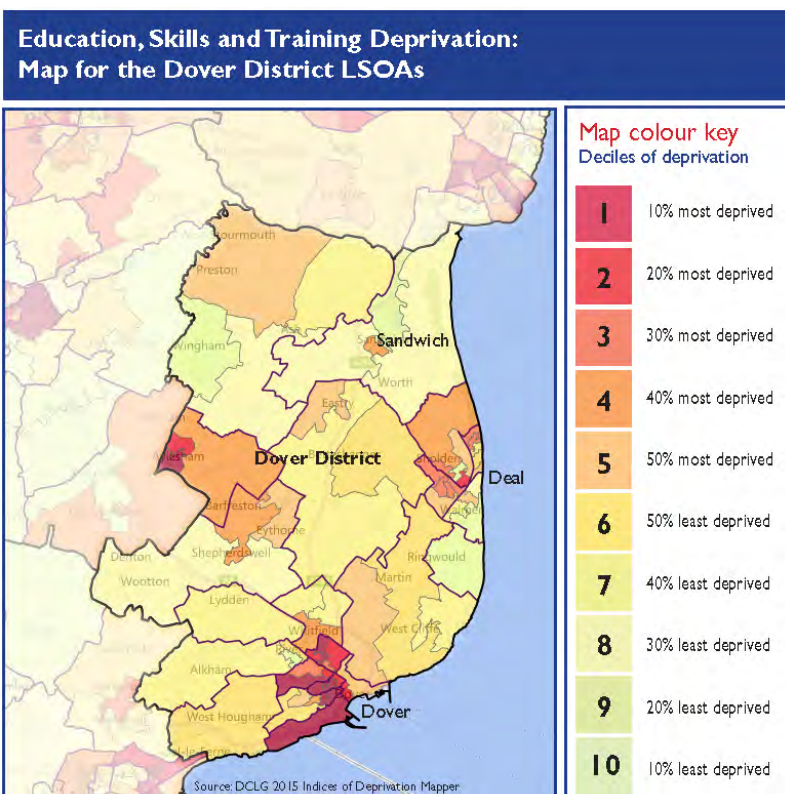 Education, Skills and Training Deprivation:
Map for the Dover District LSOAs
Map colour key
Deciles of deprivation
1 10% most deprived
2 20% most deprived
3 30% most deprived
4 40% most deprived
5 50% most deprived
6 50% least deprived
7 40% least deprived
8 30% least deprived
9 20% least deprived
10 10% least deprived
Preston
Ash
Wingham
Sandwich
Worth
Eastry
Dover District
Sholden
Deal
Barfreston
Eythorne
Shepherdswell
Denton
Wootton
Ringwould
Martin
Lydden
Whitfield
River
West Cliffe
Alkham
Dover
West Hougham
Source: DCLG 2015 Indices of Deprivation Mapper